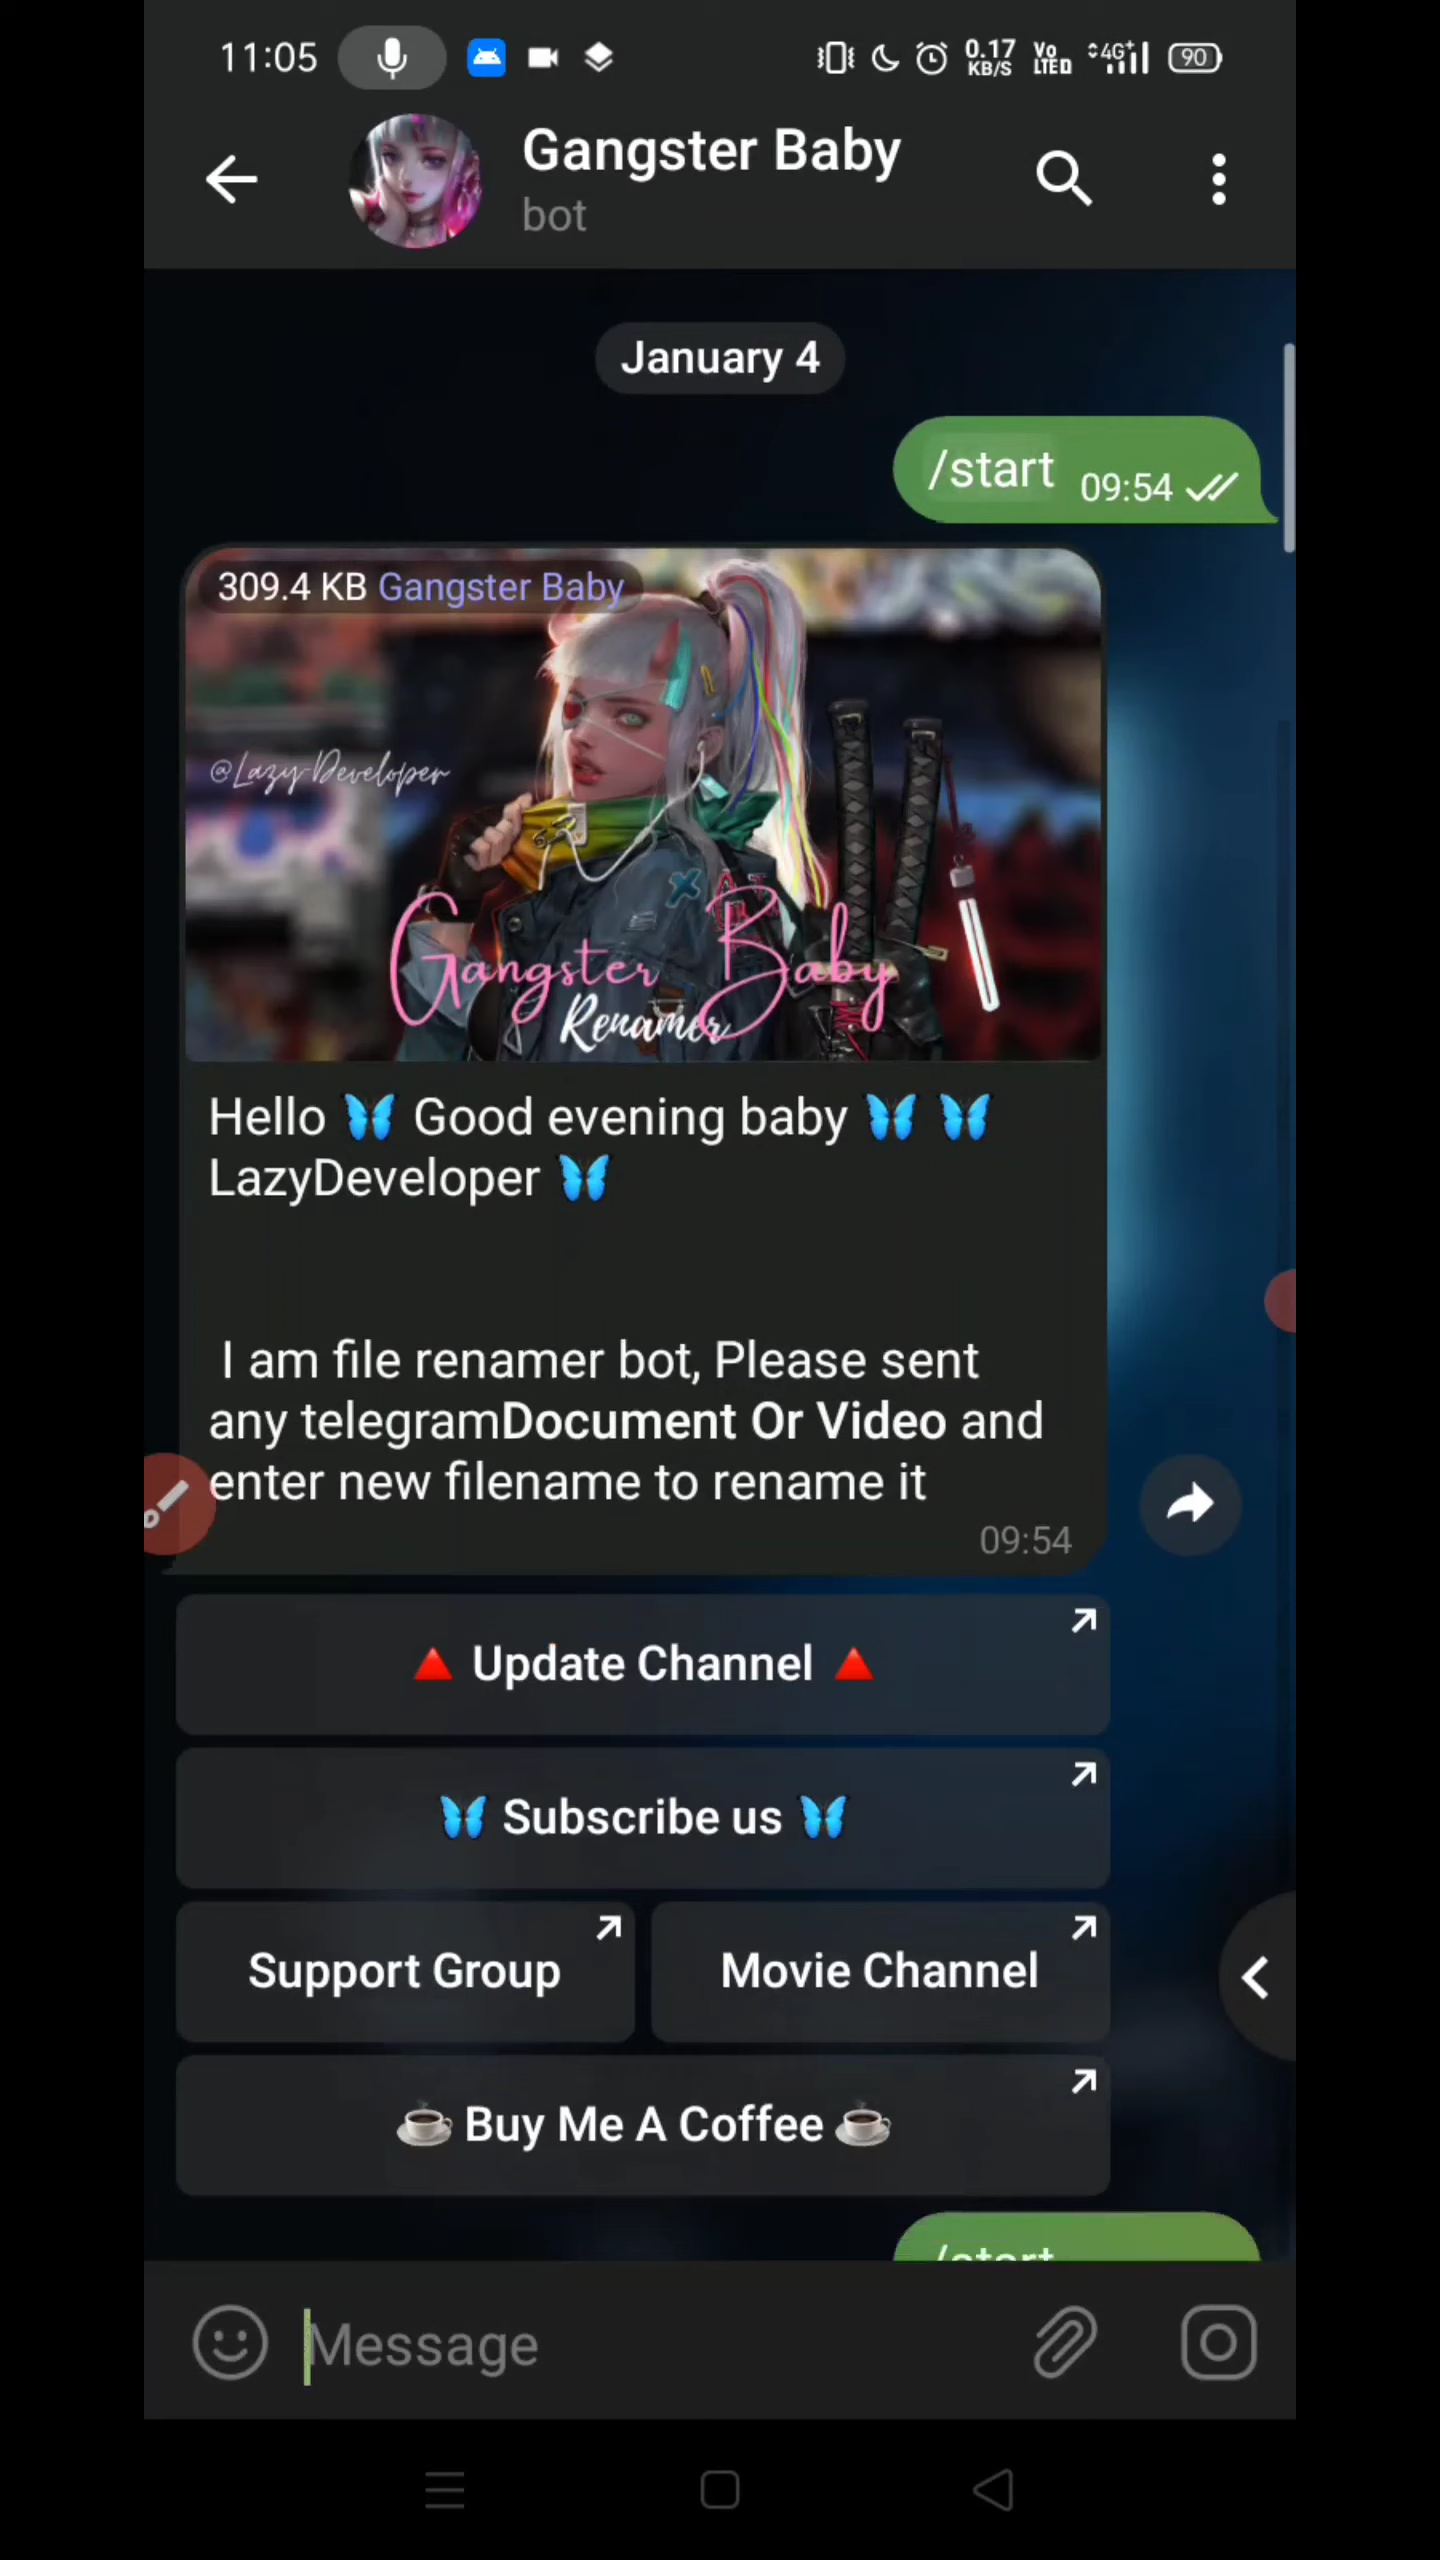 11:05
0.17 KB/S
Vo LTE
4G+
90
Gangster Baby
bot
January 4
/start 09:54
309.4 KB Gangster Baby
@Lazy-Developer
Gangster Baby
Renamer
Hello 🦋 Good evening baby 🦋 🦋
LazyDeveloper 🦋
I am file renamer bot, Please sent
any telegramDocument Or Video and
enter new filename to rename it
09:54
🔺 Update Channel 🔺
🦋 Subscribe us 🦋
Support Group
Movie Channel
☕ Buy Me A Coffee ☕
/start
Message